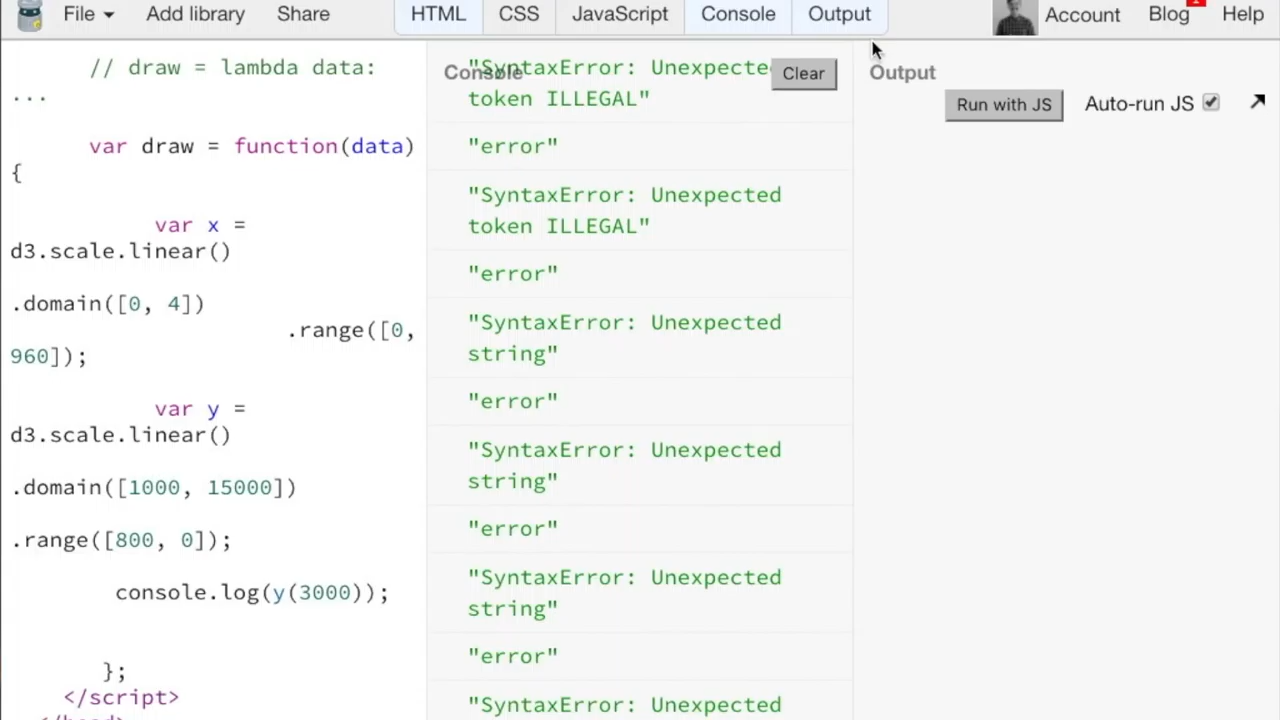 File Add library Share HTML CSS JavaScript Console Output Account Blog 1 Help
// draw = lambda data:
...
var draw = function(data)
{
var x =
d3.scale.linear()
.domain([0, 4])
.range([0,
960]);
var y =
d3.scale.linear()
.domain([1000, 15000])
.range([800, 0]);
console.log(y(3000));
};
</script>
</head>
Console
Clear
"SyntaxError: Unexpected
token ILLEGAL"
"error"
"SyntaxError: Unexpected
token ILLEGAL"
"error"
"SyntaxError: Unexpected
string"
"error"
"SyntaxError: Unexpected
string"
"error"
"SyntaxError: Unexpected
string"
"error"
"SyntaxError: Unexpected
Output
Run with JS Auto-run JS